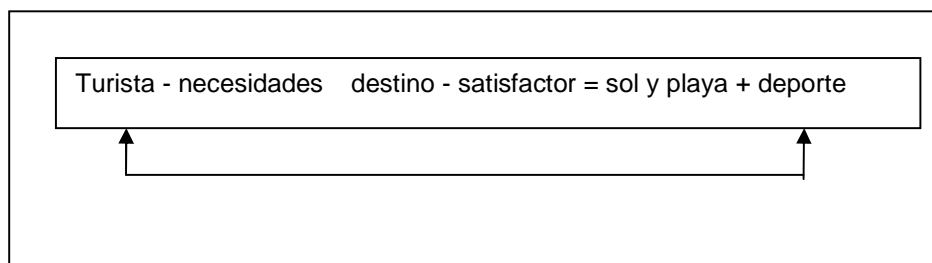 Turista - necesidades destino - satisfactor = sol y playa + deporte